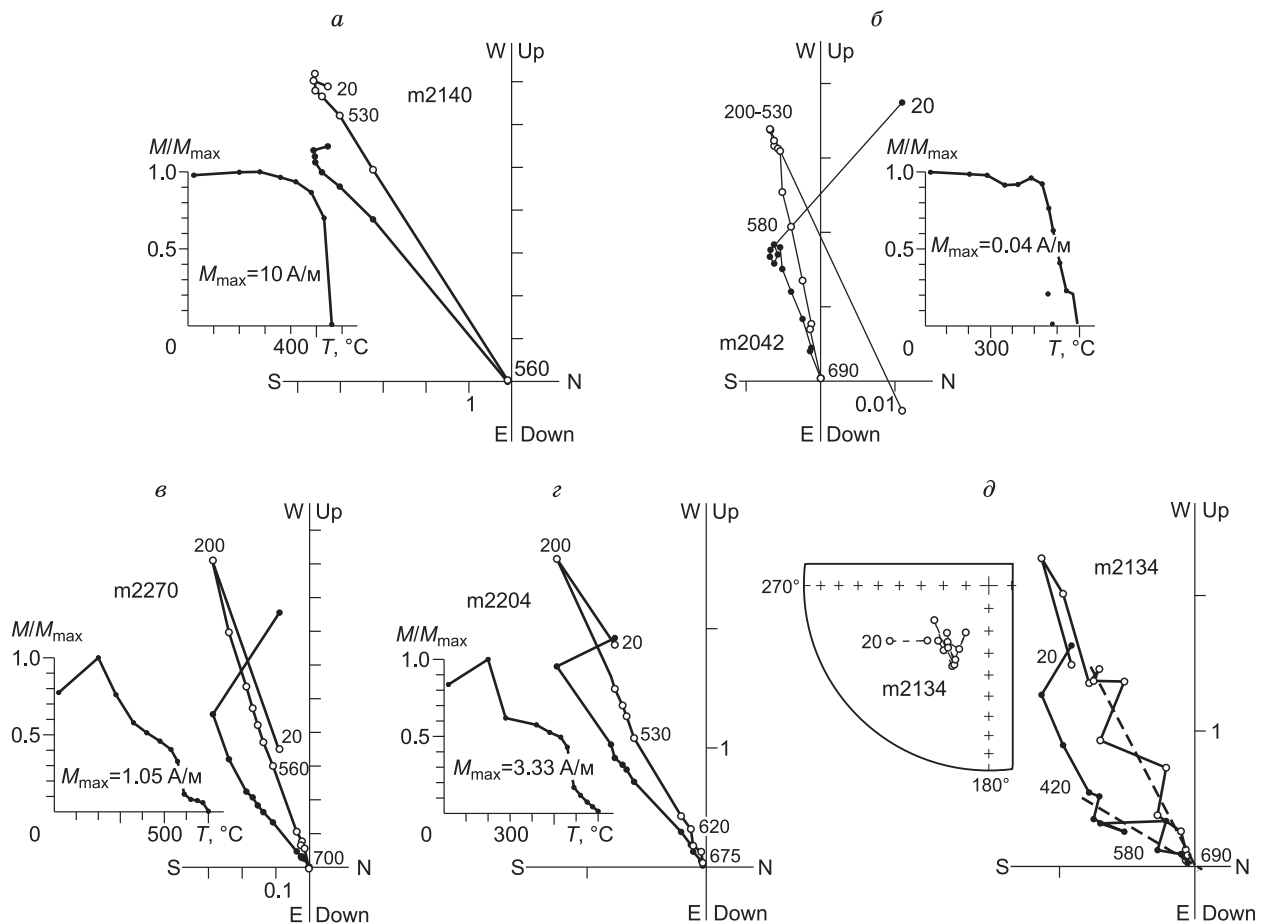 а
W Up
m2140
20
530
M/Mmax
1.0
0.5
Mmax=10 А/м
0
400 T, °C
560
S
N
1
E Down
б
W Up
20
200-530
M/Mmax
1.0
0.5
Mmax=0.04 А/м
0
300
T, °C
580
m2042
690
S
N
0.01
E Down
в
W Up
200
m2270
M/Mmax
1.0
0.5
Mmax=1.05 А/м
0
500 T, °C
20
560
700
S
N
0.1
E Down
г
W Up
200
m2204
20
M/Mmax
1.0
0.5
Mmax=3.33 А/м
0
300
T, °C
530
1
620
675
S
N
E Down
д
W Up
m2134
270°
20
m2134
180°
20
1
420
580
690
S
N
E Down